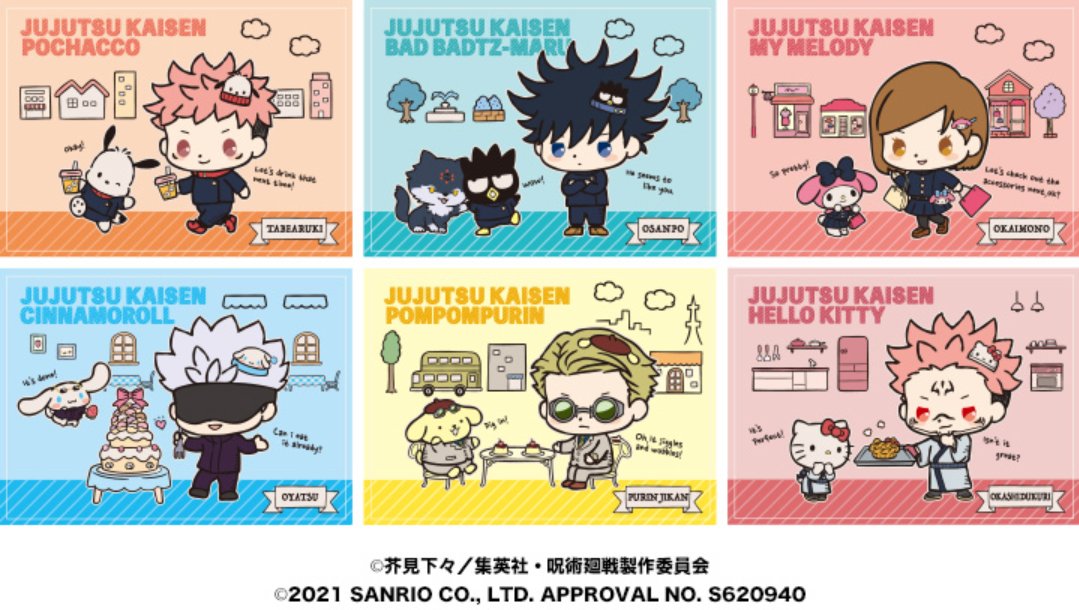 JUJUTSU KAISEN
POCHACCO
Okay!
Let's drink that
next time!
TABEARUKI
JUJUTSU KAISEN
BAD BADTZ-MARU
wow!
He seems to
like you.
OSANPO
JUJUTSU KAISEN
MY MELODY
So pretty!
Let's check out the
accessories next, ok?
OKAIMONO
JUJUTSU KAISEN
CINNAMOROLL
It's done!
Can I eat
it already?
OYATSU
JUJUTSU KAISEN
POMPOMPURIN
Dig in!
Oh, it jiggles
and wobbles!
PURIN JIKAN
JUJUTSU KAISEN
HELLO KITTY
It's
perfect!
Isn't it
great?
OKASHIDUKURI
©芥見下々／集英社・呪術廻戦製作委員会
©2021 SANRIO CO., LTD. APPROVAL NO. S620940